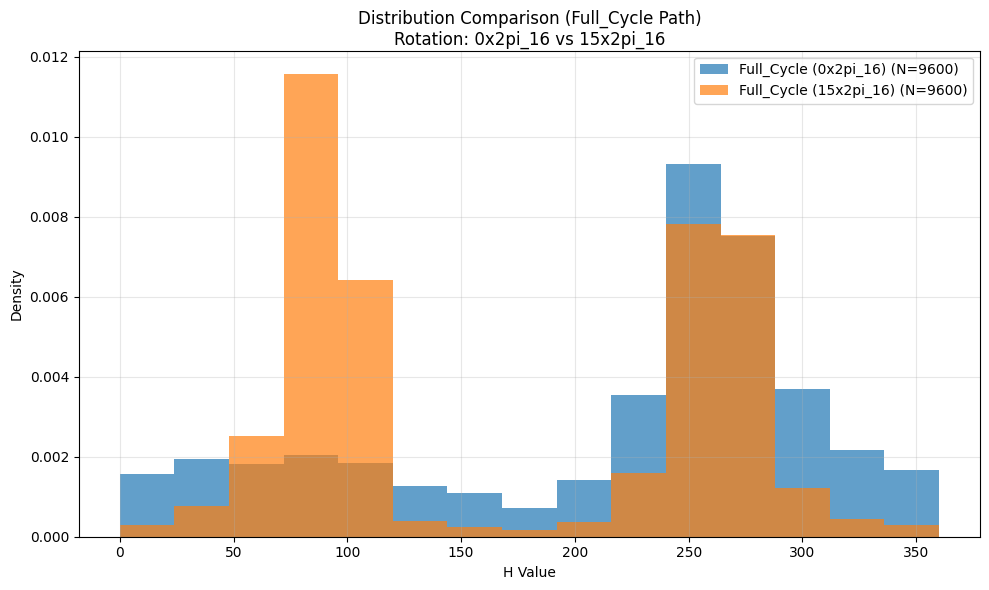 Distribution Comparison (Full_Cycle Path)
Rotation: 0x2pi_16 vs 15x2pi_16
Full_Cycle (0x2pi_16) (N=9600)
Full_Cycle (15x2pi_16) (N=9600)
Density
0.012
0.010
0.008
0.006
0.004
0.002
0.000
0 50 100 150 200 250 300 350
H Value